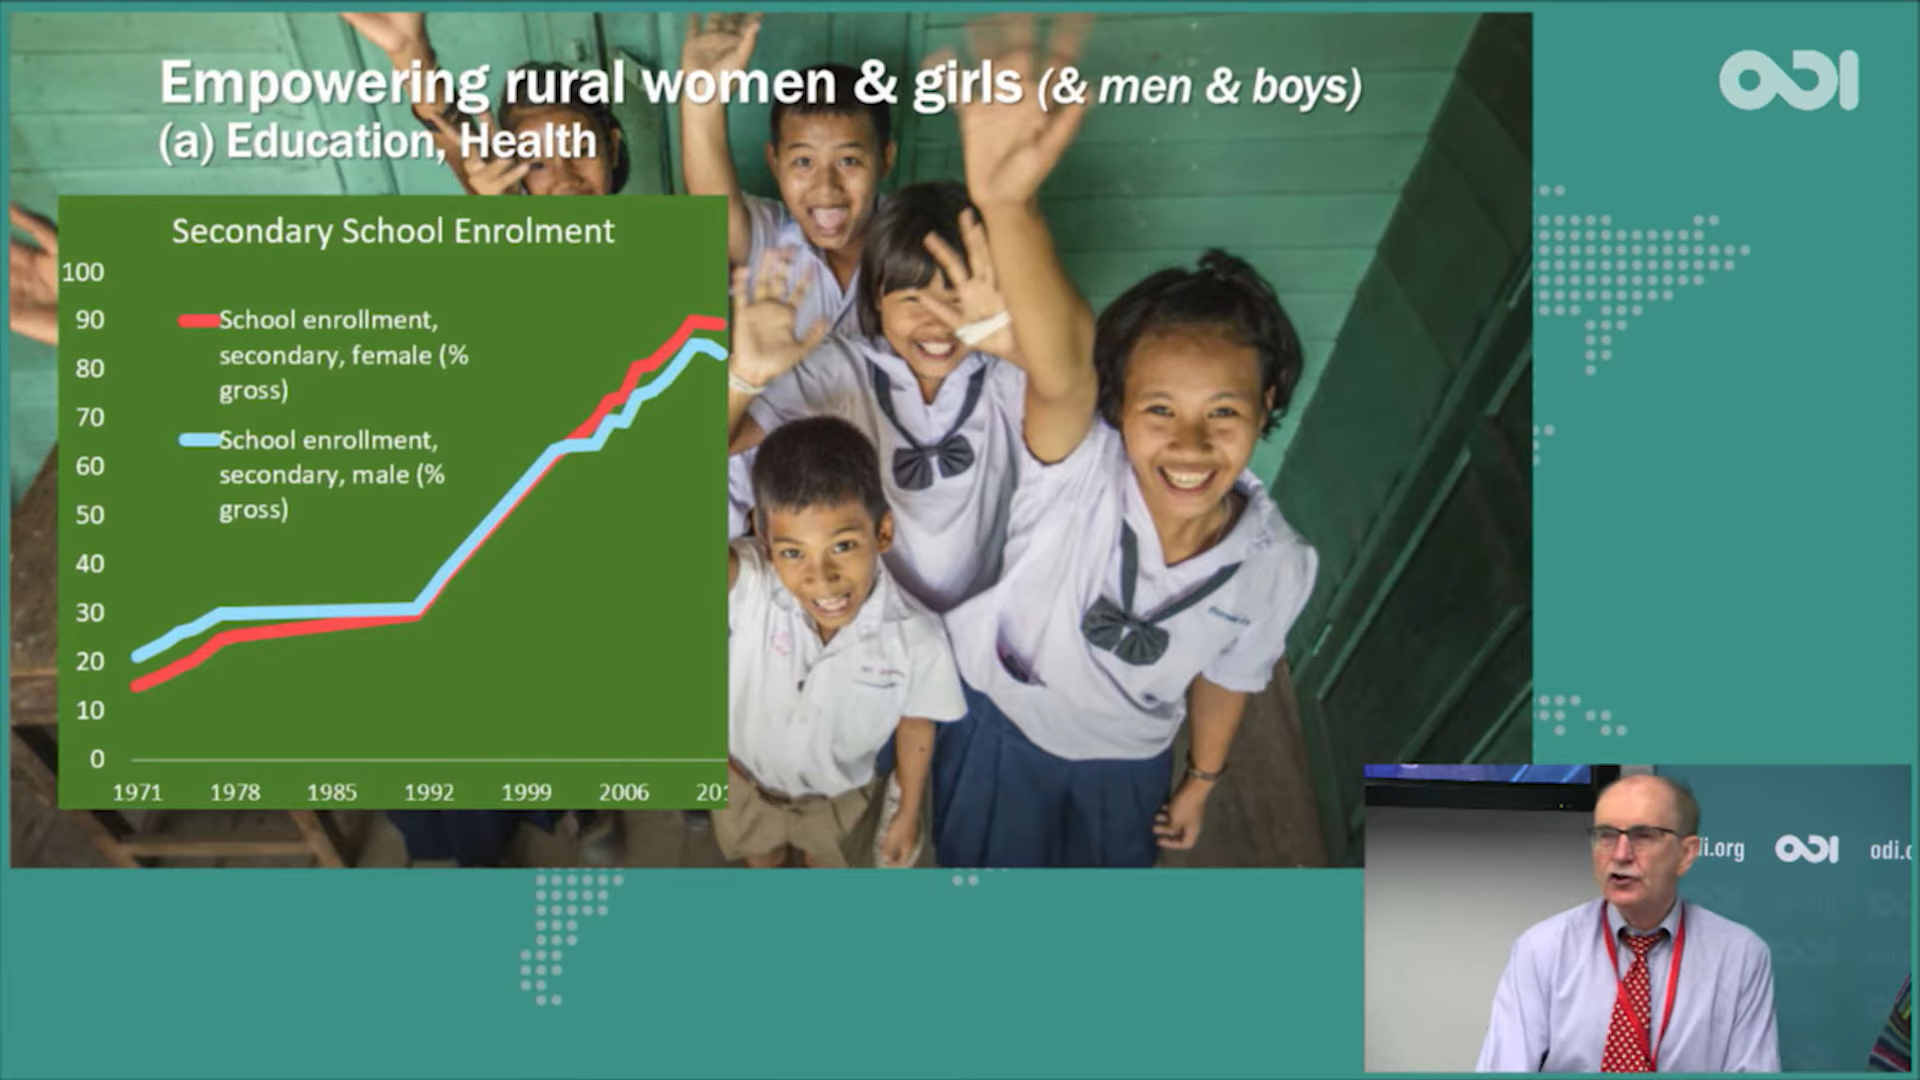 Empowering rural women & girls (& men & boys)
(a) Education, Health
ODI
Secondary School Enrolment
100
90
80
70
60
50
40
30
20
10
0
School enrollment,
secondary, female (%
gross)
School enrollment,
secondary, male (%
gross)
1971 1978 1985 1992 1999 2006 201
di.org ODI odi.o